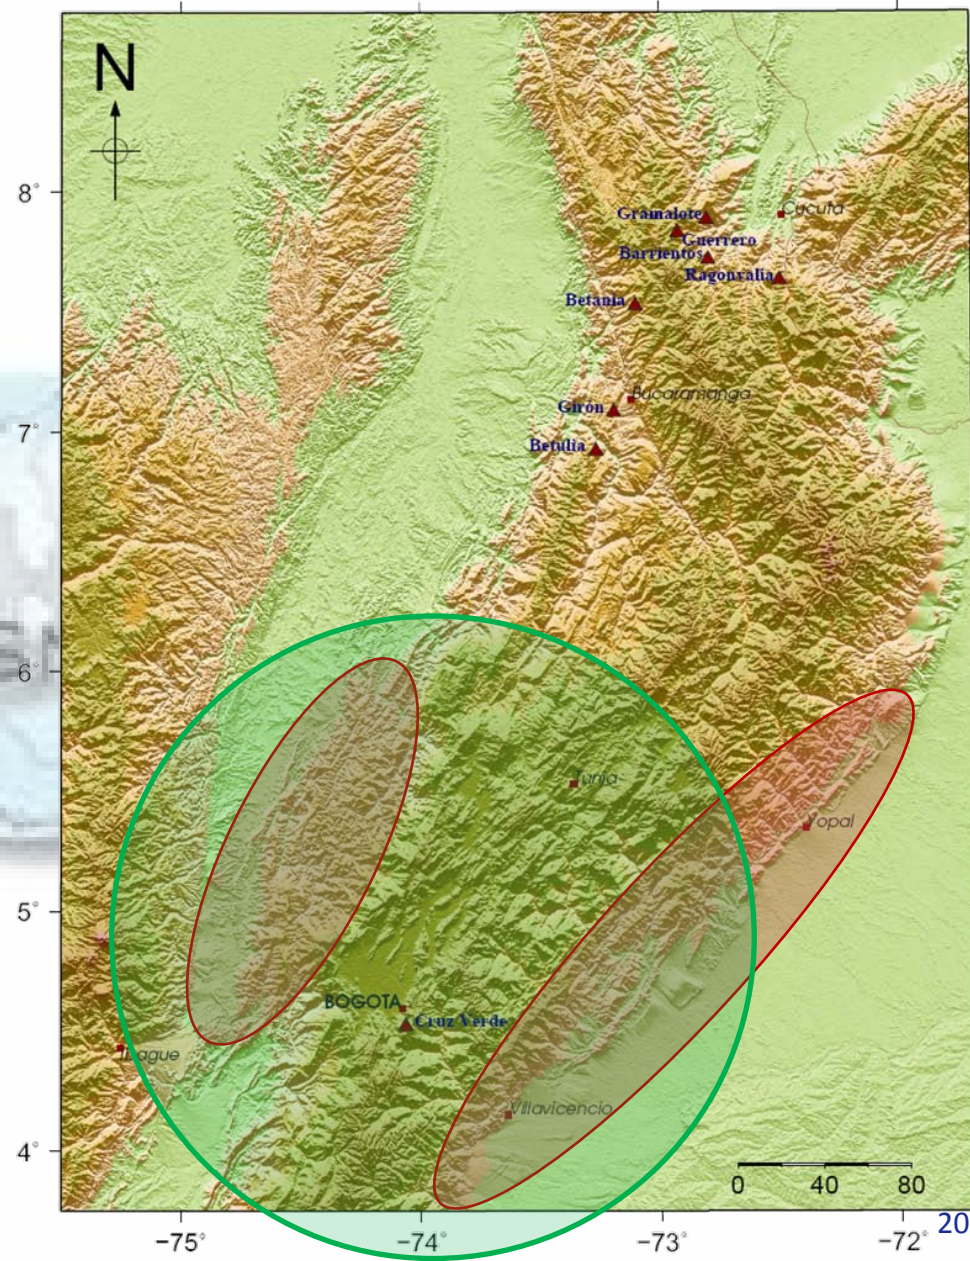 N
8°
Gramalote
Cucuta
Guerrero
Barrientos
Ragonvalia
Betania
Bucaramanga
Girón
7°
Betulia
6°
Tunja
Yopal
5°
BOGOTA
Cruz Verde
Ibague
Villavicencio
4°
0 40 80
20
-75° -74° -73° -72°